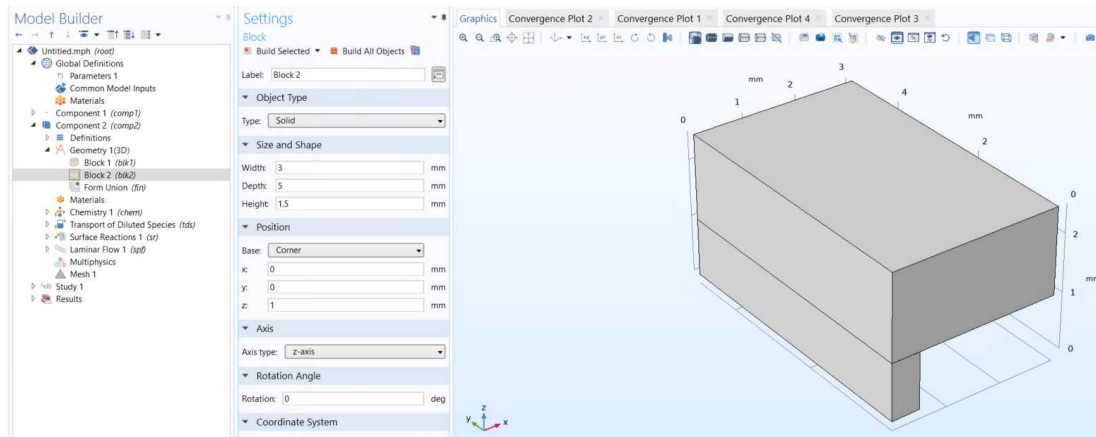 Model Builder
Untitled.mph (root)
Global Definitions
Pi Parameters 1
Common Model Inputs
Materials
Component 1 (comp1)
Component 2 (comp2)
Definitions
Geometry 1(3D)
Block 1 (blk1)
Block 2 (blk2)
Form Union (fin)
Materials
Chemistry 1 (chem)
Transport of Diluted Species (tds)
Surface Reactions 1 (sr)
Laminar Flow 1 (spf)
Multiphysics
Mesh 1
Study 1
Results
Settings
Block
Build Selected Build All Objects
Label: Block 2
Object Type
Type: Solid
Size and Shape
Width: 3 mm
Depth: 5 mm
Height: 1.5 mm
Position
Base: Corner
x: 0 mm
y: 0 mm
z: 1 mm
Axis
Axis type: z-axis
Rotation Angle
Rotation: 0 deg
Coordinate System
Graphics Convergence Plot 2 Convergence Plot 1 Convergence Plot 4 Convergence Plot 3
3
mm 2 4
1 mm
0 2
0
2
mm
1
0
z
y x